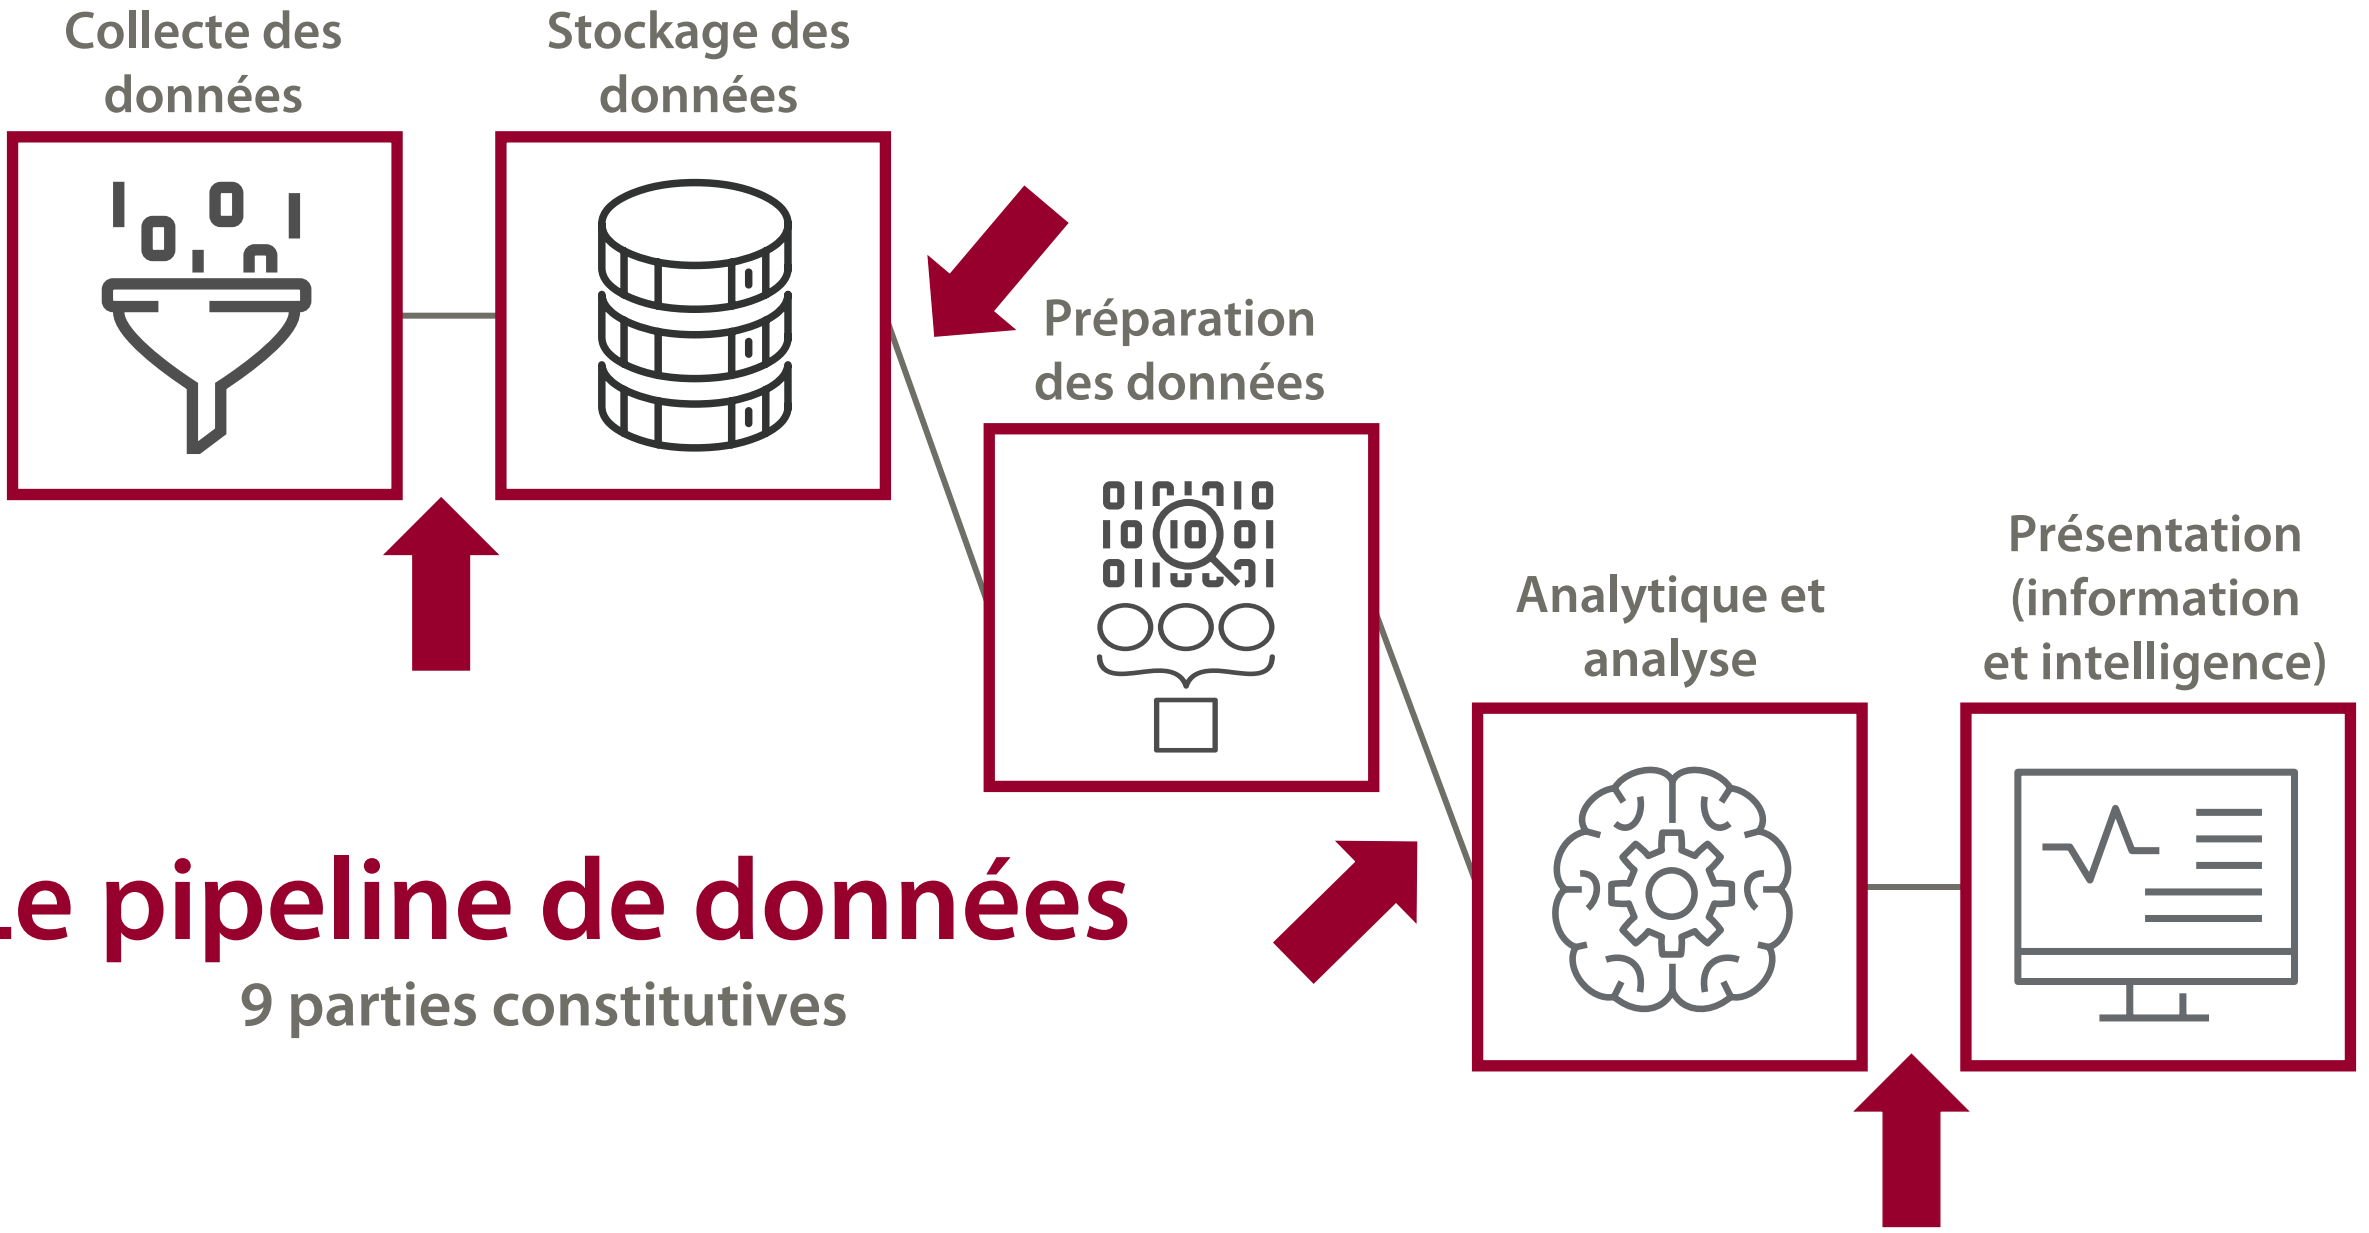 Collecte des
données
Stockage des
données
Préparation
des données
Analytique et
analyse
Présentation
(information
et intelligence)
Le pipeline de données
9 parties constitutives